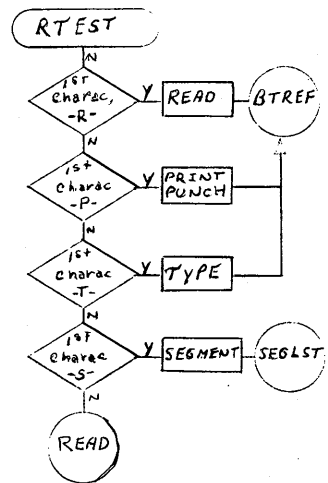 RTEST
N
1st
charac,
-R-
Y
READ
BTREF
N
1st
charac
-P-
Y
PRINT
PUNCH
N
1st
charac
-T-
Y
TYPE
N
1st
charac
-S-
Y
SEGMENT
SEGLST
N
READ